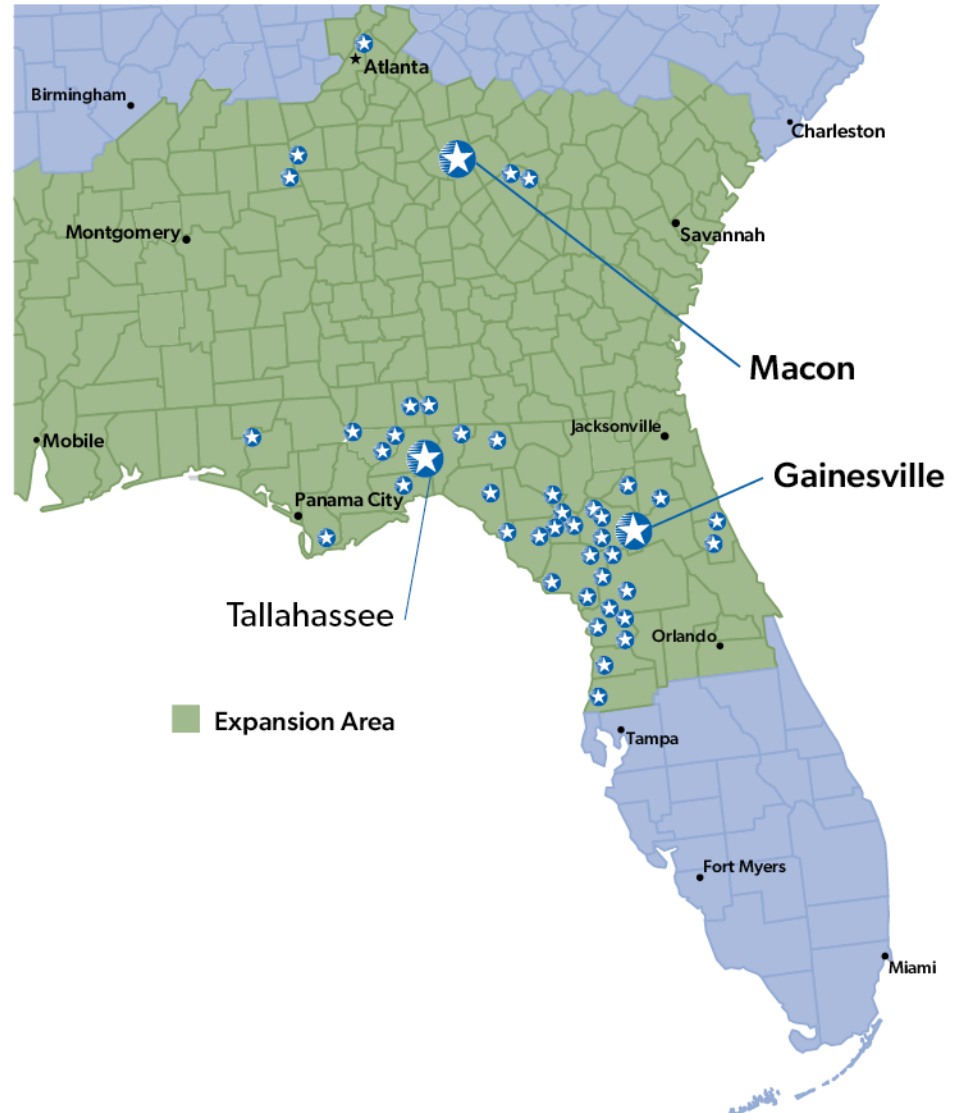 Atlanta
Birmingham
Charleston
Montgomery
Savannah
Macon
Jacksonville
Mobile
Gainesville
Panama City
Tallahassee
Orlando
Expansion Area
Tampa
Fort Myers
Miami